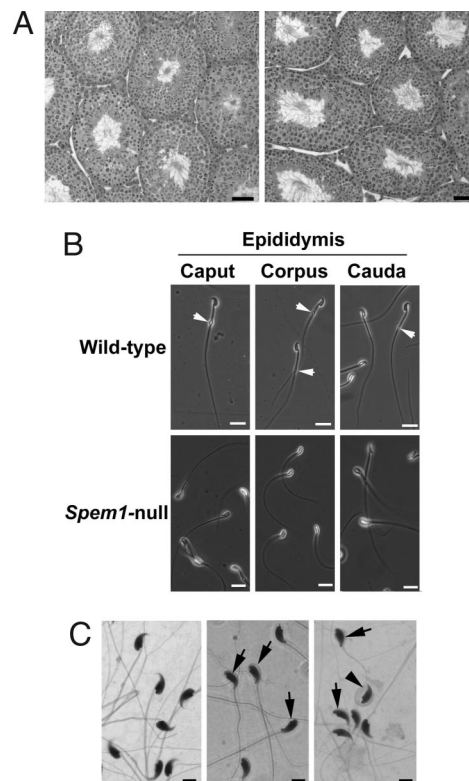 A
B
Epididymis
Caput Corpus Cauda
Wild-type
Spem1-null
C